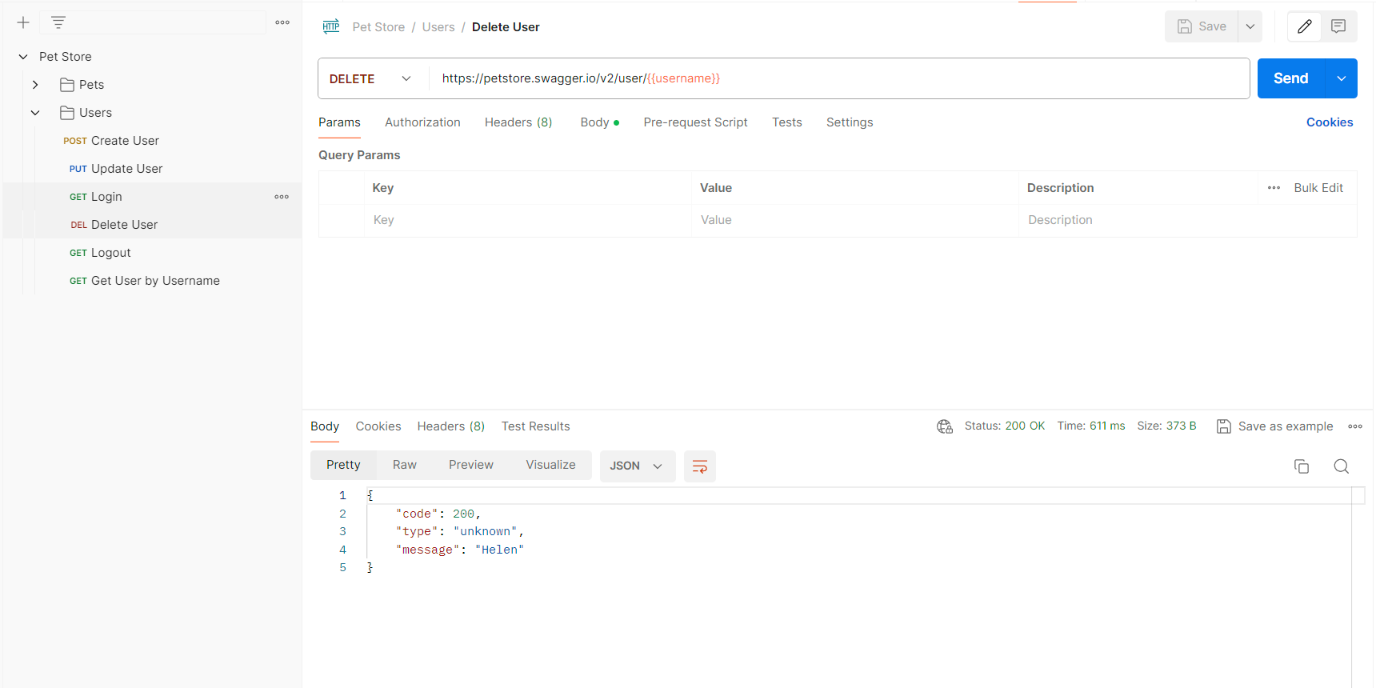 Pet Store
Pets
Users
POST Create User
PUT Update User
GET Login
DEL Delete User
GET Logout
GET Get User by Username
HTTP Pet Store / Users / Delete User
Save
DELETE https://petstore.swagger.io/v2/user/{{username}}
Send
Params Authorization Headers (8) Body Pre-request Script Tests Settings Cookies
Query Params
Key Value Description Bulk Edit
Key Value Description
Body Cookies Headers (8) Test Results Status: 200 OK Time: 611 ms Size: 373 B Save as example
Pretty Raw Preview Visualize JSON
1 {
2 "code": 200,
3 "type": "unknown",
4 "message": "Helen"
5 }